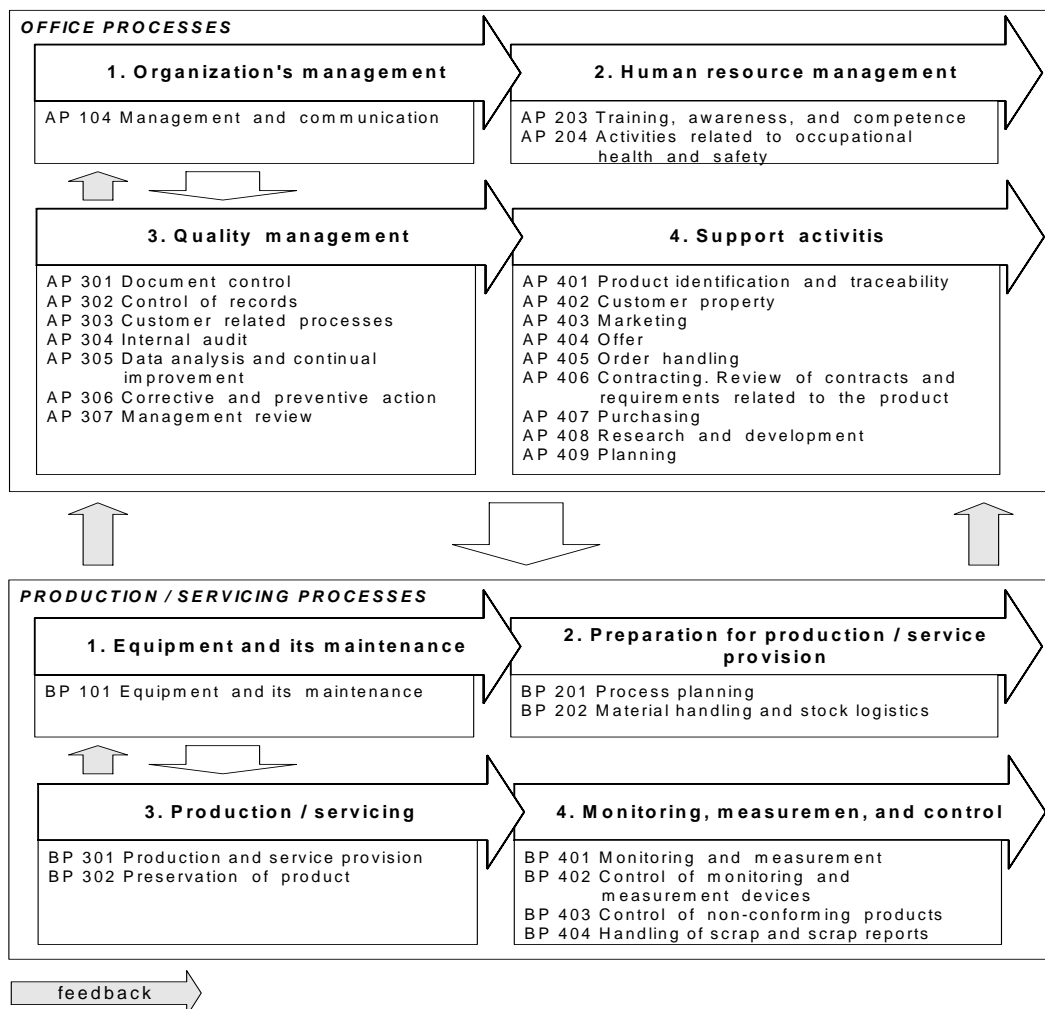 OFFICE PROCESSES
1. Organization's management
AP 104 Management and communication
2. Human resource management
AP 203 Training, awareness, and competence
AP 204 Activities related to occupational
health and safety
3. Quality management
AP 301 Document control
AP 302 Control of records
AP 303 Customer related processes
AP 304 Internal audit
AP 305 Data analysis and continual
improvement
AP 306 Corrective and preventive action
AP 307 Management review
4. Support activitis
AP 401 Product identification and traceability
AP 402 Customer property
AP 403 Marketing
AP 404 Offer
AP 405 Order handling
AP 406 Contracting. Review of contracts and
requirements related to the product
AP 407 Purchasing
AP 408 Research and development
AP 409 Planning
PRODUCTION / SERVICING PROCESSES
1. Equipment and its maintenance
BP 101 Equipment and its maintenance
2. Preparation for production / service
provision
BP 201 Process planning
BP 202 Material handling and stock logistics
3. Production / servicing
BP 301 Production and service provision
BP 302 Preservation of product
4. Monitoring, measuremen, and control
BP 401 Monitoring and measurement
BP 402 Control of monitoring and
measurement devices
BP 403 Control of non-conforming products
BP 404 Handling of scrap and scrap reports
feedback